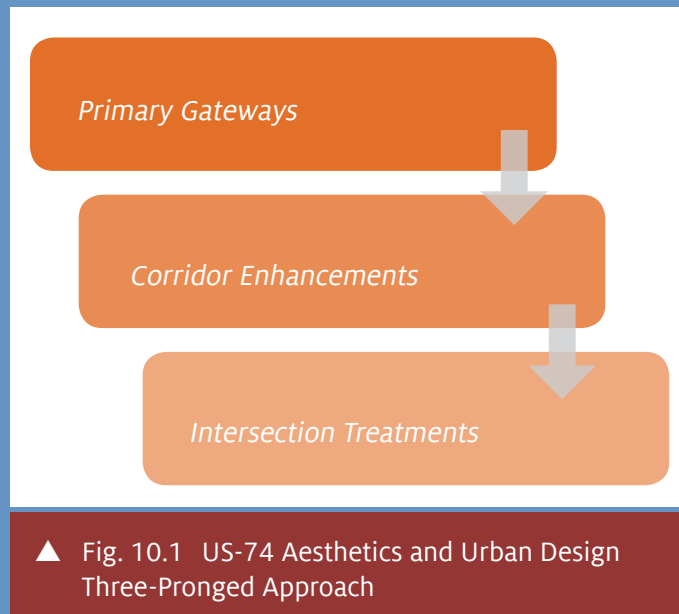 Primary Gateways
Corridor Enhancements
Intersection Treatments
▲ Fig. 10.1 US-74 Aesthetics and Urban Design
Three-Pronged Approach